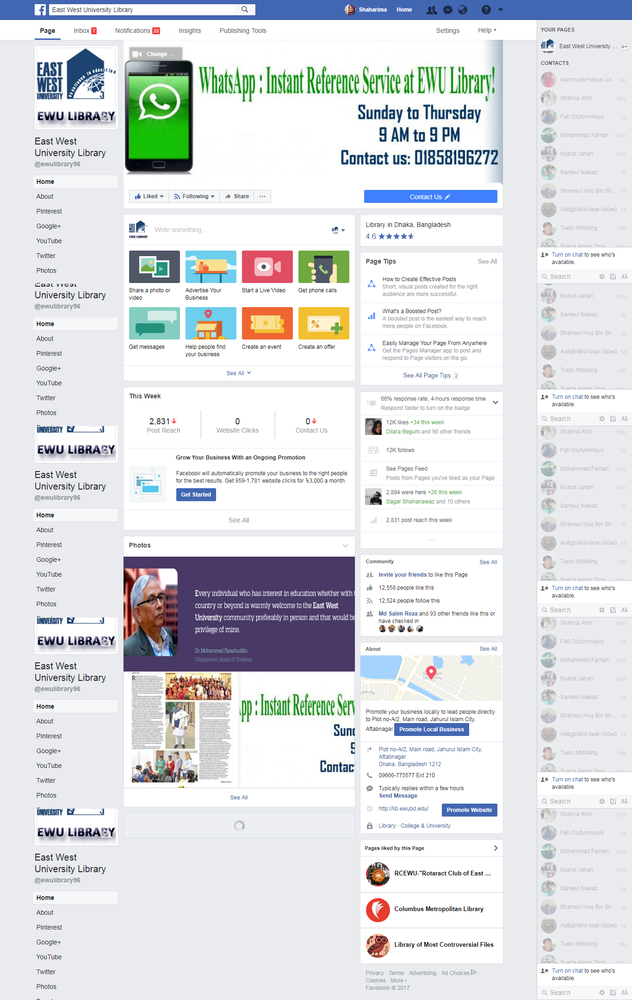 East West University Library
Shaharima
Home
Page
Inbox 7
Notifications 22
Insights
Publishing Tools
Settings
Help
EAST
WEST
UNIVERSITY
excellence in education
EWU LIBRARY
East West
University Library
@ewulibrary96
Home
About
Pinterest
Google+
YouTube
Twitter
Photos
East West
University Library
@ewulibrary96
Home
About
Pinterest
Google+
YouTube
Twitter
Photos
UNIVERSITY
EWU LIBRARY
East West
University Library
@ewulibrary96
Home
About
Pinterest
Google+
YouTube
Twitter
Photos
UNIVERSITY
EWU LIBRARY
East West
University Library
@ewulibrary96
Home
About
Pinterest
Google+
YouTube
Twitter
Photos
UNIVERSITY
EWU LIBRARY
East West
University Library
@ewulibrary96
Home
About
Pinterest
Google+
YouTube
Twitter
Photos
Change ...
10:08 AM
WhatsApp : Instant Reference Service at EWU Library!
Sunday to Thursday
9 AM to 9 PM
Contact us: 01858196272
Liked
Following
Share
Contact Us
EAST
WEST
EWU LIBRARY
Write something...
Share a photo or
video
Advertise Your
Business
Start a Live Video
Get phone calls
Get messages
Help people find
your business
Create an event
Create an offer
See All
This Week
2,831
Post Reach
0
Website Clicks
0
Contact Us
Grow Your Business With an Ongoing Promotion
Facebook will automatically promote your business to the right people
for the best results. Get 959-1,781 website clicks for ৳3,000 a month.
Get Started
See All
Photos
Every individual who has interest in education whether with t
country or beyond is warmly welcome to the East West
University community preferably in person and that would be
privilege of mine.
Dr. Mohammed Farashuddin
Chairperson, Board of Trustees
pp : Instant Reference Serv
Sund
9
Contac
See All
Library in Dhaka, Bangladesh
4.6
Page Tips
See All
How to Create Effective Posts
Short, visual posts created for the right
audience are more successful.
What's a Boosted Post?
A boosted post is the easiest way to reach
more people on Facebook.
Easily Manage Your Page From Anywhere
Get the Pages Manager app to post and
respond to Page visitors on the go.
See All Page Tips 2
66% response rate, 4-hours response time
Respond faster to turn on the badge
12K likes +34 this week
Dilara Begum and 90 other friends
12K follows
See Pages Feed
Posts from Pages you've liked as your Page
2,894 were here +26 this week
Sagar Shahanawaz and 10 others
2,831 post reach this week
Community
See All
Invite your friends to like this Page
12,558 people like this
12,524 people follow this
Md Salim Reza and 93 other friends like this or
have checked in
About
See All
East West
University
ulon Rd
Promote your business locally to lead people directly
to Plot no-A/2, Main road, Jahurul Islam City,
Aftabnagar.
Promote Local Business
Plot no-A/2, Main road, Jahurul Islam City,
Aftabnagar
Dhaka, Bangladesh 1212
09666-775577 Ext 210
Typically replies within a few hours
Send Message
http://lib.ewubd.edu/
Promote Website
Library · College & University
Pages liked by this Page
RCEWU-"Rotaract Club of East ...
Columbus Metropolitan Library
Library of Most Controversial Files
Privacy · Terms · Advertising · Ad Choices ·
Cookies · More
Facebook © 2017
YOUR PAGES
East West University ... 9+
CONTACTS
Mahmuda Haque Jui 5m
Shahria Afrin 10m
Fati Olufunmilayo 1d
Mohammad Farhan 57m
Nusrat Jahan 57m
Sameul Nawaz 1h
Shamsul Huq Bin Sh... 1h
Adégbilèrò-Iwari Ìdòwú 1d
Tuelo Ntlotlang 18h
Syeda Asma Dina 39m
Turn on chat to see who's
available.
Search
Nusrat Jahan 57m
Sameul Nawaz 1h
Shamsul Huq Bin Sh... 1h
Adégbilèrò-Iwari Ìdòwú 1d
Tuelo Ntlotlang 18h
Syeda Asma Dina 39m
Turn on chat to see who's
available.
Search
Shahria Afrin 10m
Fati Olufunmilayo 1d
Mohammad Farhan 57m
Nusrat Jahan 57m
Sameul Nawaz 1h
Shamsul Huq Bin Sh... 1h
Adégbilèrò-Iwari Ìdòwú 1d
Tuelo Ntlotlang 18h
Syeda Asma Dina 39m
Turn on chat to see who's
available.
Search
Shahria Afrin 10m
Fati Olufunmilayo 1d
Mohammad Farhan 57m
Nusrat Jahan 57m
Sameul Nawaz 1h
Shamsul Huq Bin Sh... 1h
Adégbilèrò-Iwari Ìdòwú 1d
Tuelo Ntlotlang 18h
Syeda Asma Dina 39m
Turn on chat to see who's
available.
Search
Shahria Afrin 10m
Fati Olufunmilayo 1d
Mohammad Farhan 57m
Nusrat Jahan 57m
Sameul Nawaz 1h
Shamsul Huq Bin Sh... 1h
Adégbilèrò-Iwari Ìdòwú 1d
Tuelo Ntlotlang 18h
Syeda Asma Dina 39m
Turn on chat to see who's
available.
Search